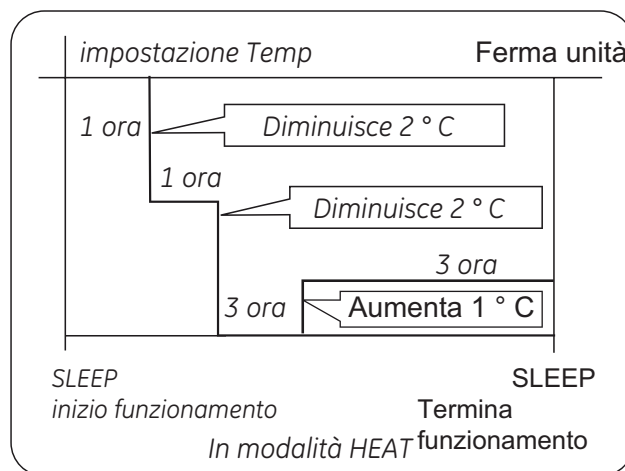 impostazione Temp
Ferma unità
1 ora
Diminuisce 2 ° C
1 ora
Diminuisce 2 ° C
3 ora
3 ora
Aumenta 1 ° C
SLEEP
inizio funzionamento
SLEEP
Termina
funzionamento
In modalità HEAT